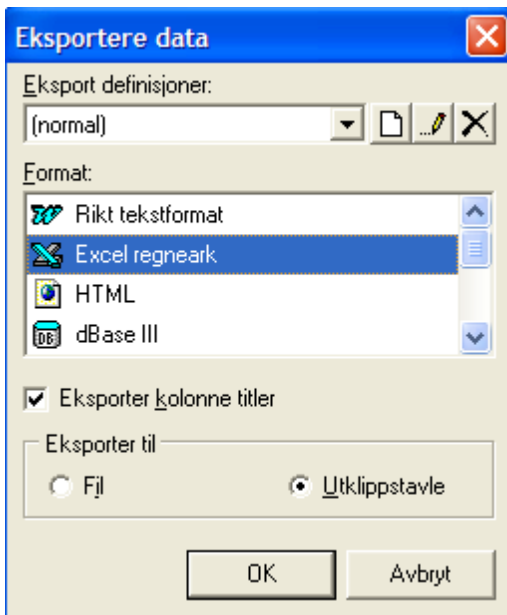 Eksportere data
Eksport definisjoner:
(normal)
Format:
Rikt tekstformat
Excel regneark
HTML
DB dBase III
Eksporter kolonne titler
Eksporter til
Fil Utklippstavle
OK Avbryt